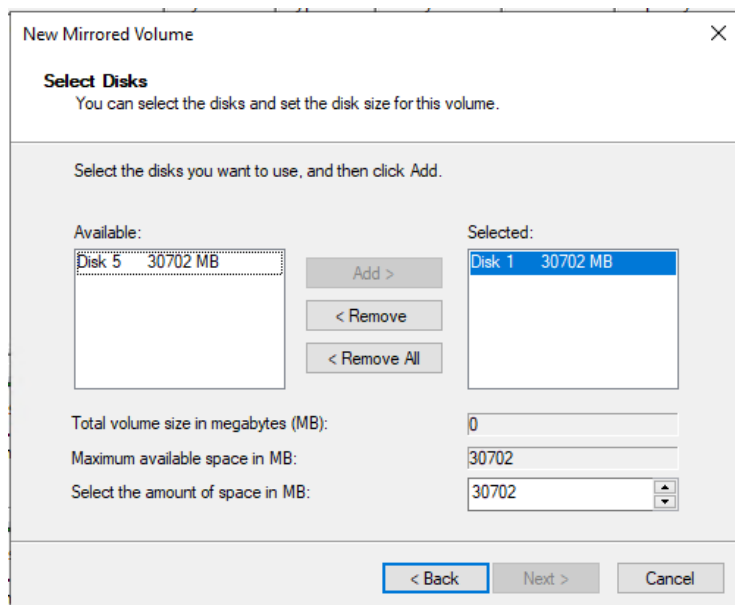 New Mirrored Volume
Select Disks
You can select the disks and set the disk size for this volume.
Select the disks you want to use, and then click Add.
Available:
Selected:
Disk 5 30702 MB
Add >
Disk 1 30702 MB
< Remove
< Remove All
Total volume size in megabytes (MB): 0
Maximum available space in MB: 30702
Select the amount of space in MB: 30702
< Back Next > Cancel